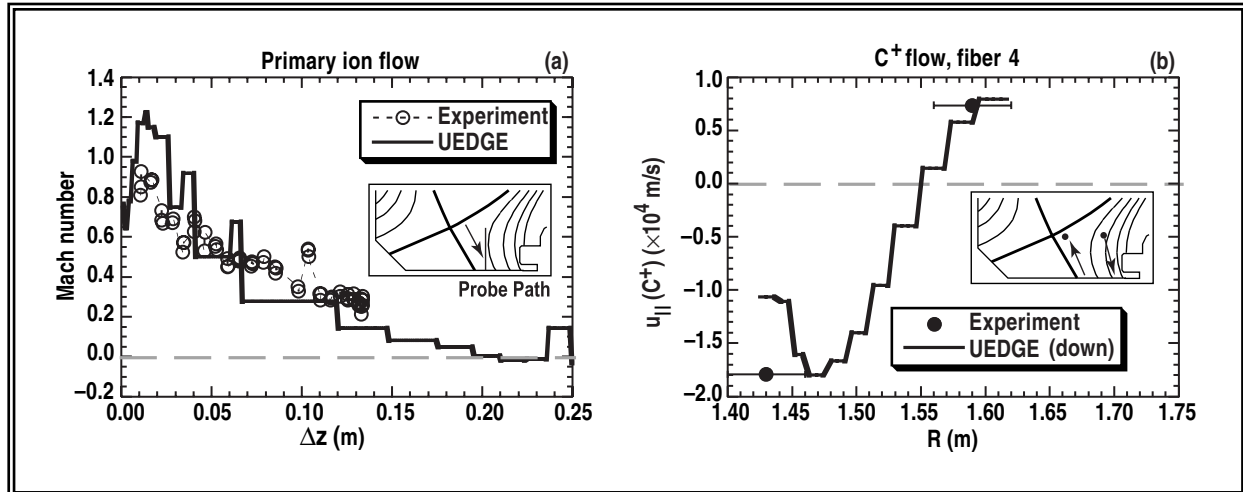 Primary ion flow
(a)
Mach number
1.4
1.2
1.0
0.8
0.6
0.4
0.2
0.0
−0.2
Experiment
UEDGE
Probe Path
0.00
0.05
0.10
0.15
0.20
0.25
Δz (m)
C+ flow, fiber 4
(b)
u|| (C+) (×10⁴ m/s)
1.0
0.5
0.0
−0.5
−1.0
−1.5
−2.0
Experiment
UEDGE (down)
1.40
1.45
1.50
1.55
1.60
1.65
1.70
1.75
R (m)